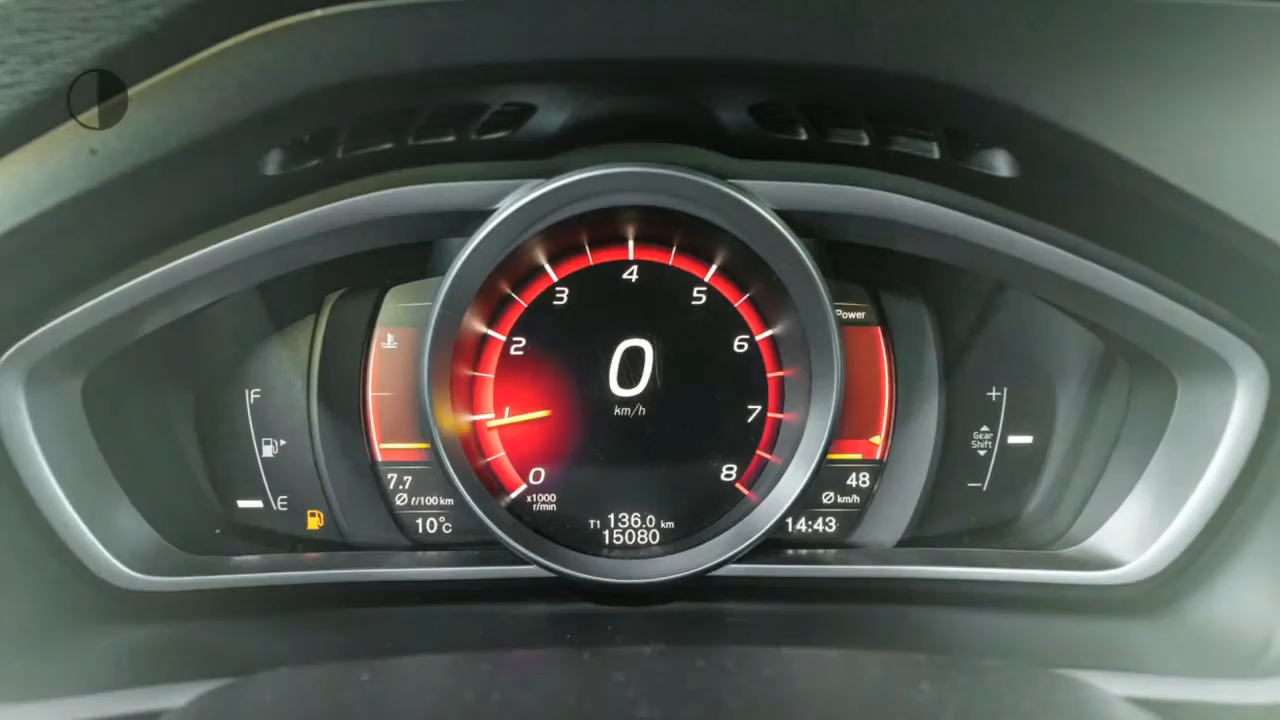 4
3
5
Power
2
6
0
km/h
F
+
1
7
Gear
Shift
0
8
7.7
48
E
Ø ℓ/100 km
x1000
r/min
Ø km/h
−
10°c
T1 136.0 km
15080
14:43